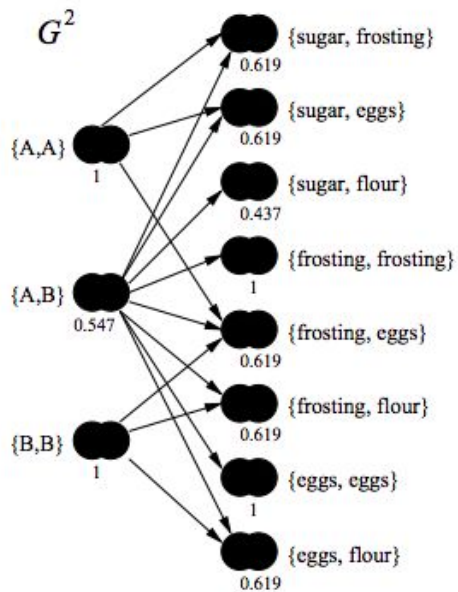 G²
{sugar, frosting}
0.619
{sugar, eggs}
0.619
{A,A}
1
{sugar, flour}
0.437
{frosting, frosting}
1
{A,B}
0.547
{frosting, eggs}
0.619
{frosting, flour}
0.619
{B,B}
1
{eggs, eggs}
1
{eggs, flour}
0.619